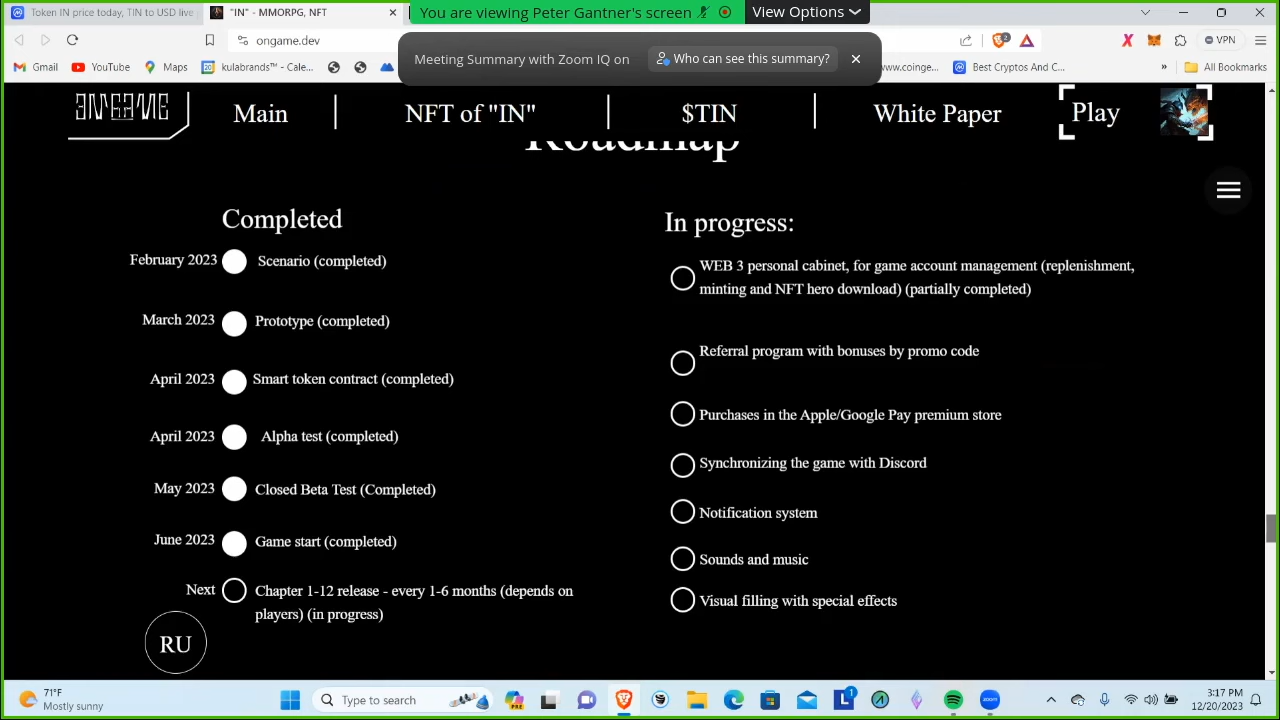 Token IN price today, TIN to USD live
"IN" - MMORPG, NFT
You are viewing Peter Gantner's screen
View Options
ongame.dev
2
VPN
Meeting Summary with Zoom IQ on
Who can see this summary?
Gmail
YouTube
Maps
kulabrands™ - Cale...
ww.coinge...
Best Cryptos And C...
»
All Bookmarks
Main
NFT of "IN"
$TIN
White Paper
Play
Roadmap
Completed
In progress:
February 2023
Scenario (completed)
WEB 3 personal cabinet, for game account management (replenishment,
minting and NFT hero download) (partially completed)
March 2023
Prototype (completed)
Referral program with bonuses by promo code
April 2023
Smart token contract (completed)
Purchases in the Apple/Google Pay premium store
April 2023
Alpha test (completed)
Synchronizing the game with Discord
May 2023
Closed Beta Test (Completed)
Notification system
June 2023
Game start (completed)
Sounds and music
Next
Chapter 1-12 release - every 1-6 months (depends on
players) (in progress)
Visual filling with special effects
RU
71°F
Mostly sunny
Type to search
PRE
L
1
zoom
3:17 PM
12/20/2023